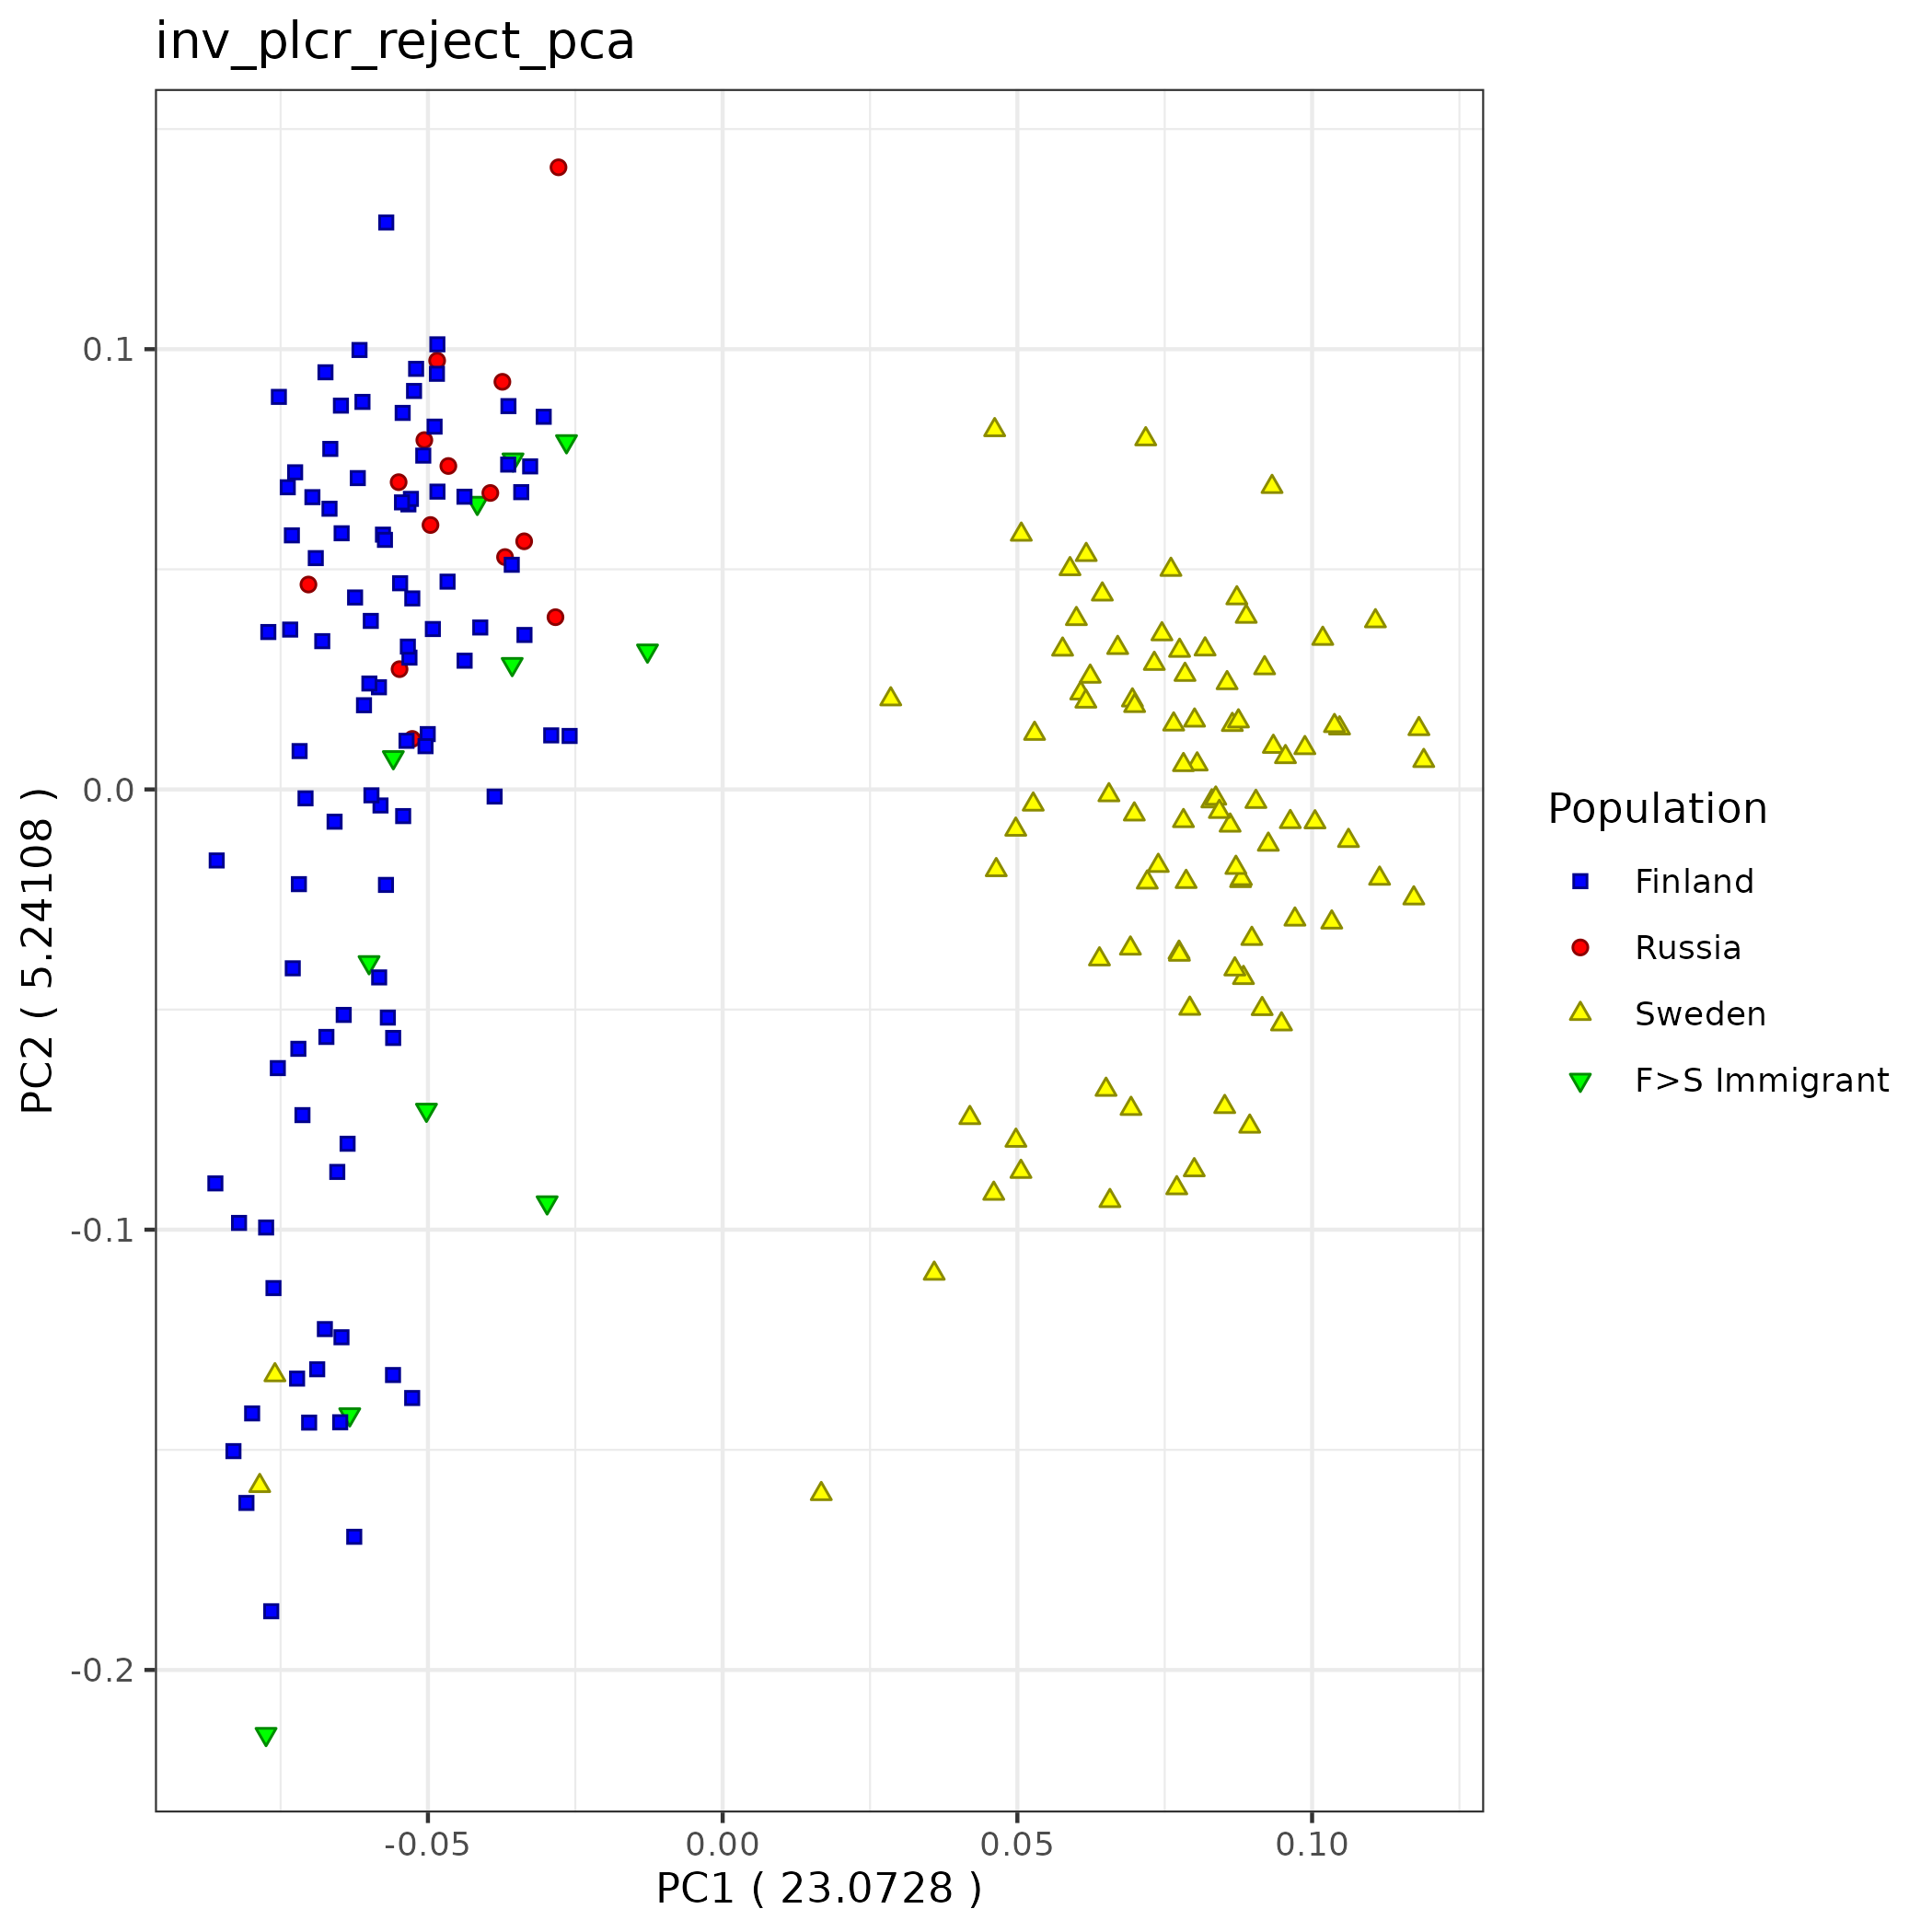 inv_plcr_reject_pca
0.1
0.0
-0.1
-0.2
PC2 ( 5.24108 )
-0.05
0.00
0.05
0.10
PC1 ( 23.0728 )
Population
Finland
Russia
Sweden
F>S Immigrant